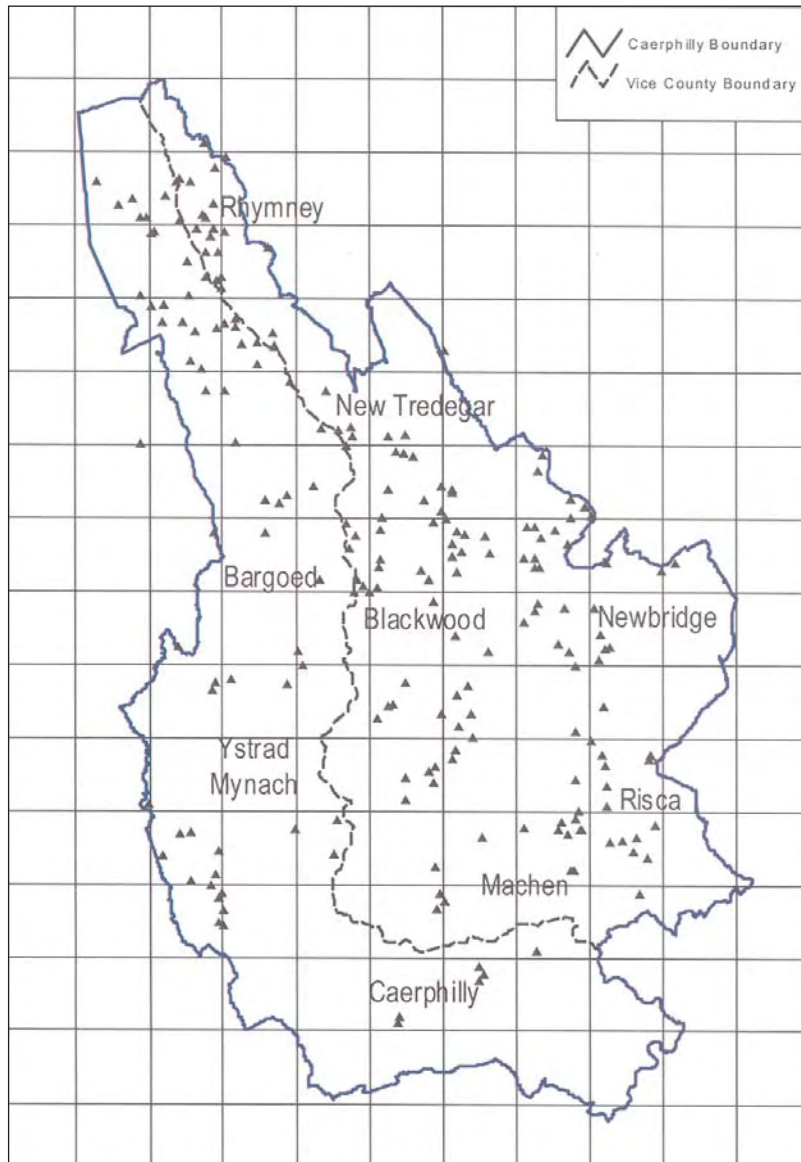 Caerphilly Boundary
Vice County Boundary
Rhymney
New Tredegar
Bargoed
Blackwood
Newbridge
Ystrad
Mynach
Risca
Machen
Caerphilly